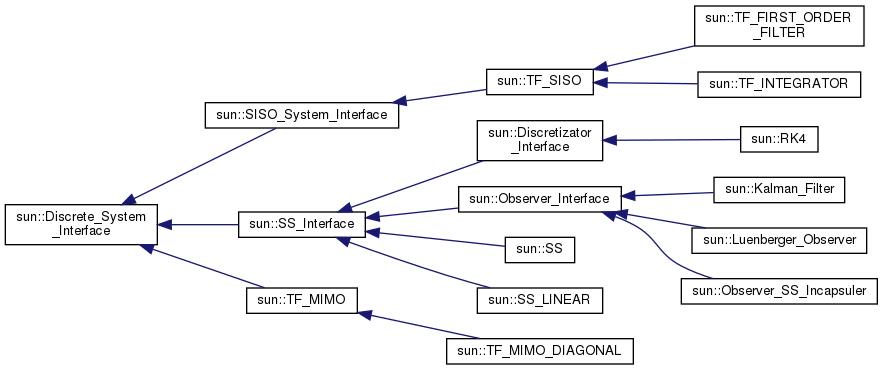 sun::TF_FIRST_ORDER
_FILTER
sun::TF_SISO
sun::TF_INTEGRATOR
sun::SISO_System_Interface
sun::Discretizator
_Interface
sun::RK4
sun::Kalman_Filter
sun::Observer_Interface
sun::Discrete_System
_Interface
sun::SS_Interface
sun::Luenberger_Observer
sun::SS
sun::Observer_SS_Incapsuler
sun::TF_MIMO
sun::SS_LINEAR
sun::TF_MIMO_DIAGONAL